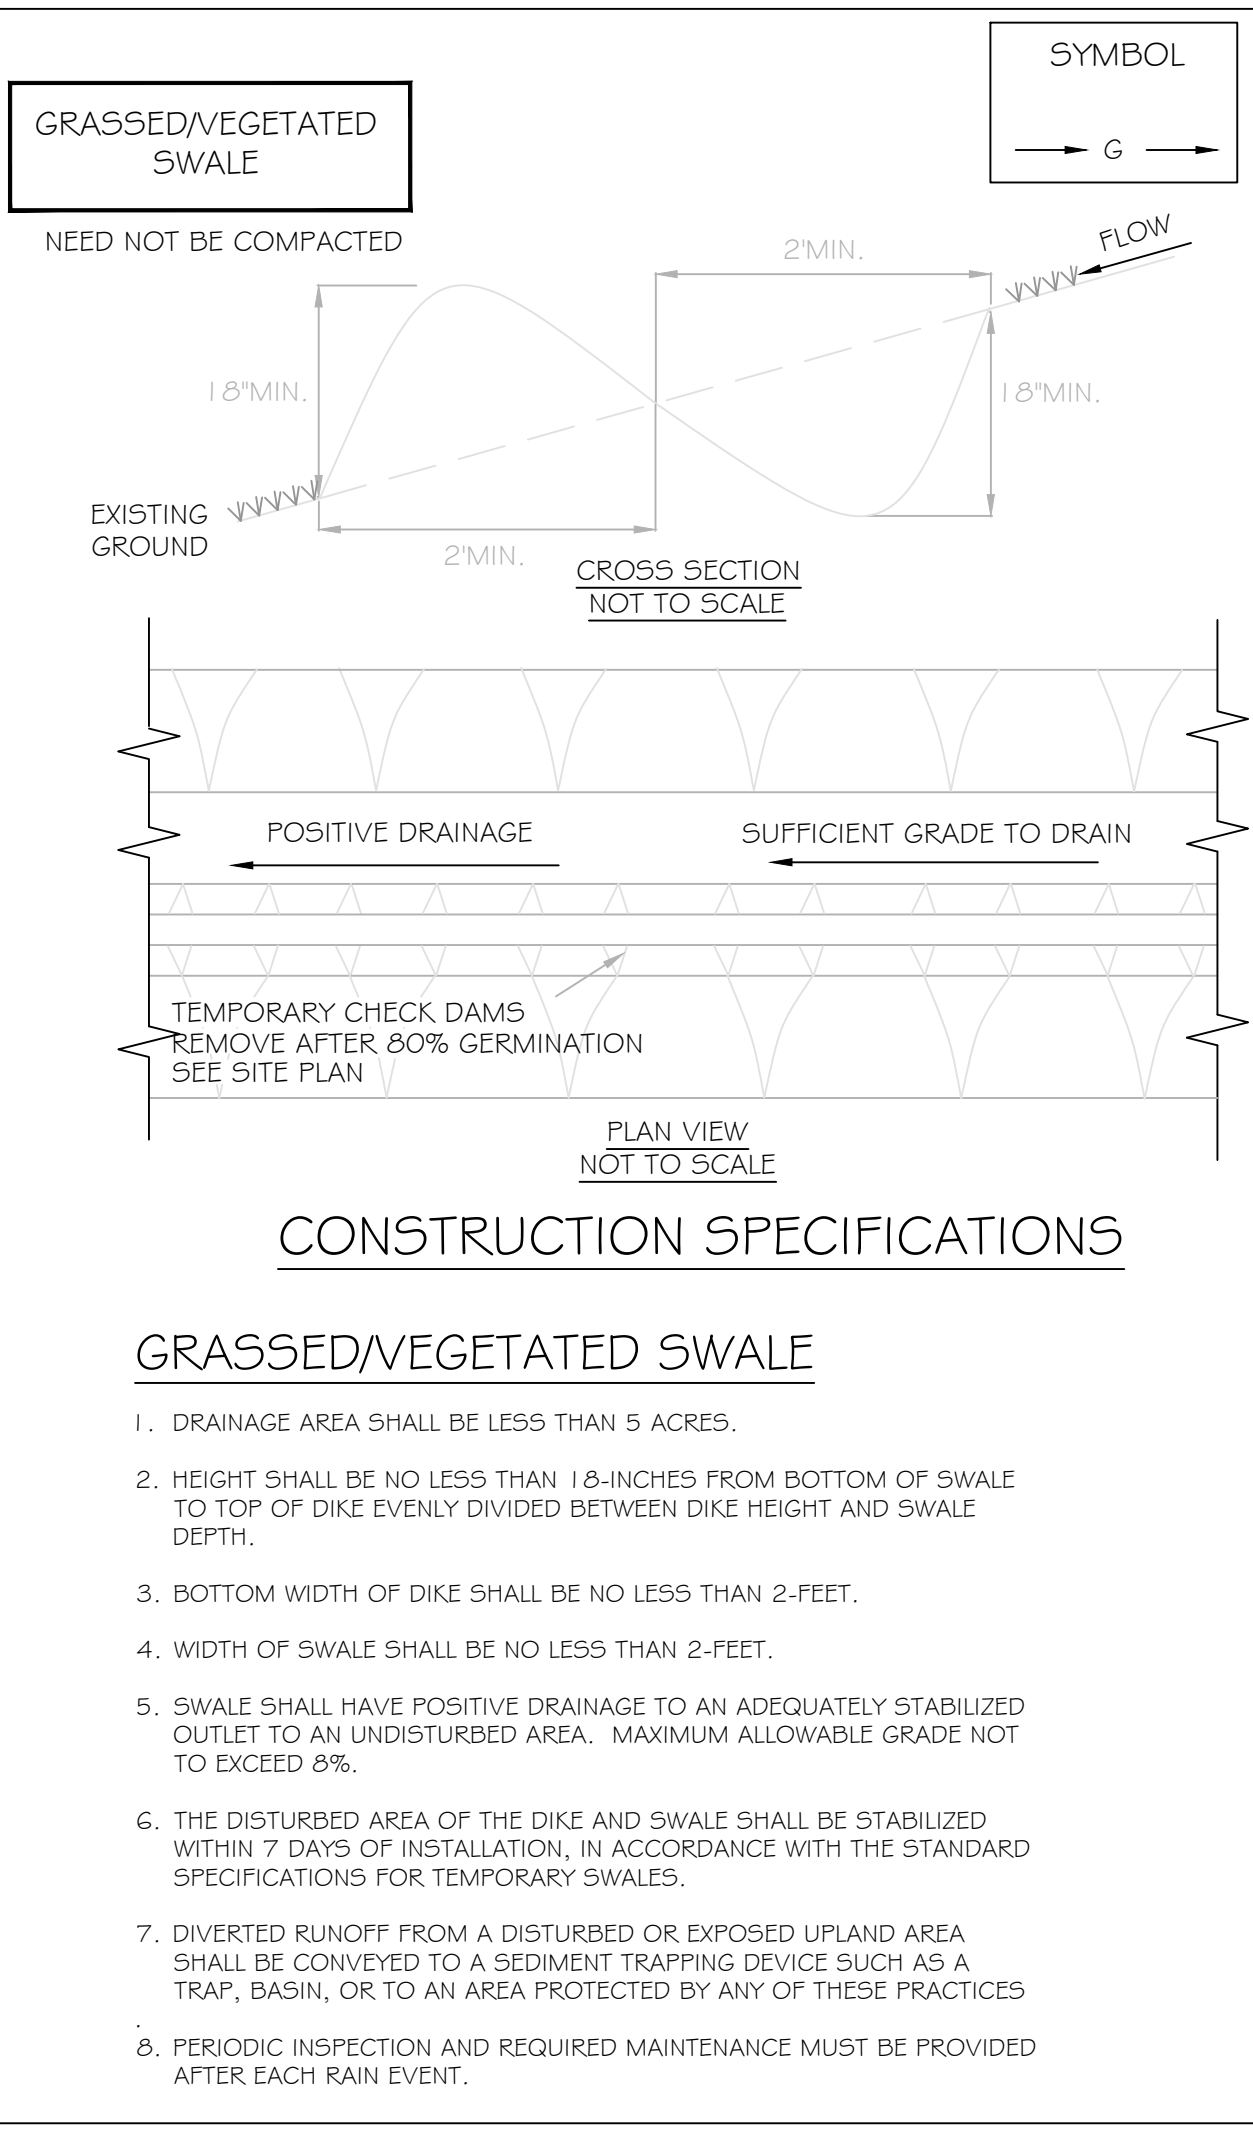 SYMBOL
G
GRASSED/VEGETATED
SWALE
NEED NOT BE COMPACTED
FLOW
2'MIN.
18"MIN.
18"MIN.
EXISTING
GROUND
2'MIN.
CROSS SECTION
NOT TO SCALE
POSITIVE DRAINAGE
SUFFICIENT GRADE TO DRAIN
TEMPORARY CHECK DAMS
REMOVE AFTER 80% GERMINATION
SEE SITE PLAN
PLAN VIEW
NOT TO SCALE
CONSTRUCTION SPECIFICATIONS
GRASSED/VEGETATED SWALE
1. DRAINAGE AREA SHALL BE LESS THAN 5 ACRES.
2. HEIGHT SHALL BE NO LESS THAN 18-INCHES FROM BOTTOM OF SWALE
TO TOP OF DIKE EVENLY DIVIDED BETWEEN DIKE HEIGHT AND SWALE
DEPTH.
3. BOTTOM WIDTH OF DIKE SHALL BE NO LESS THAN 2-FEET.
4. WIDTH OF SWALE SHALL BE NO LESS THAN 2-FEET.
5. SWALE SHALL HAVE POSITIVE DRAINAGE TO AN ADEQUATELY STABILIZED
OUTLET TO AN UNDISTURBED AREA. MAXIMUM ALLOWABLE GRADE NOT
TO EXCEED 8%.
6. THE DISTURBED AREA OF THE DIKE AND SWALE SHALL BE STABILIZED
WITHIN 7 DAYS OF INSTALLATION, IN ACCORDANCE WITH THE STANDARD
SPECIFICATIONS FOR TEMPORARY SWALES.
7. DIVERTED RUNOFF FROM A DISTURBED OR EXPOSED UPLAND AREA
SHALL BE CONVEYED TO A SEDIMENT TRAPPING DEVICE SUCH AS A
TRAP, BASIN, OR TO AN AREA PROTECTED BY ANY OF THESE PRACTICES
.
8. PERIODIC INSPECTION AND REQUIRED MAINTENANCE MUST BE PROVIDED
AFTER EACH RAIN EVENT.